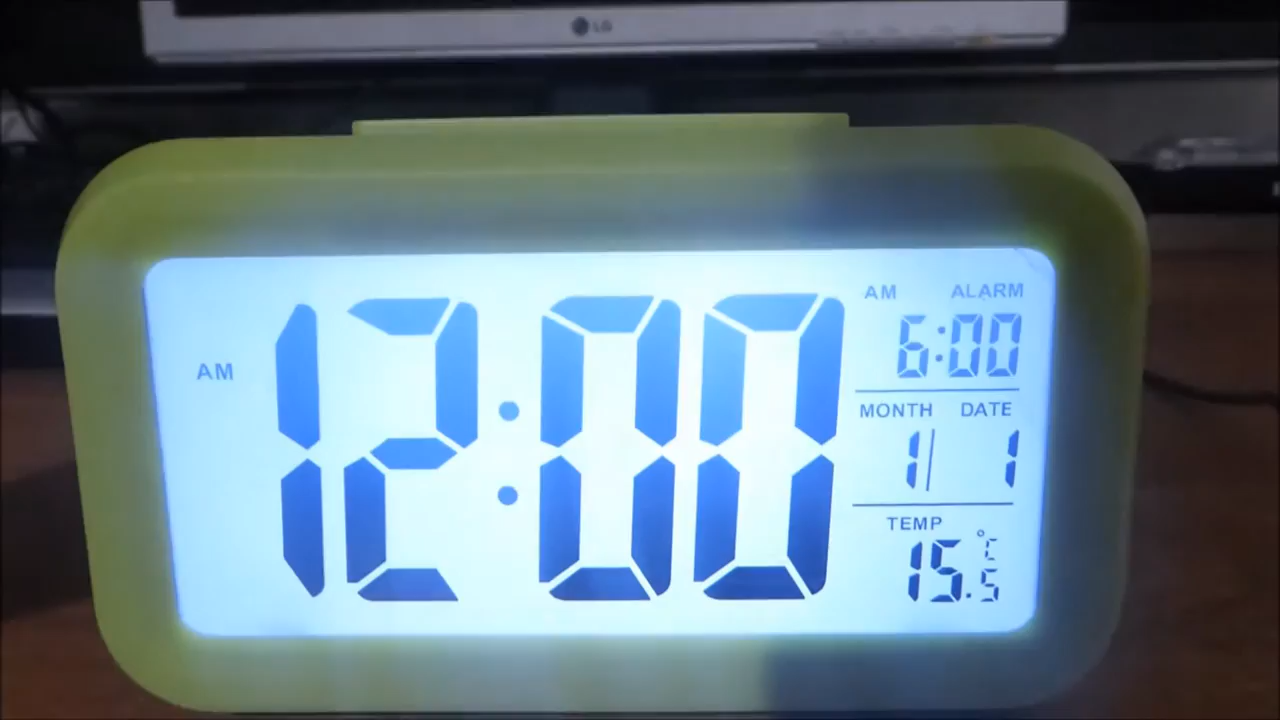 LG
AM 12:00
AM ALARM
6:00
MONTH DATE
1/ 1
TEMP
15.5 °C